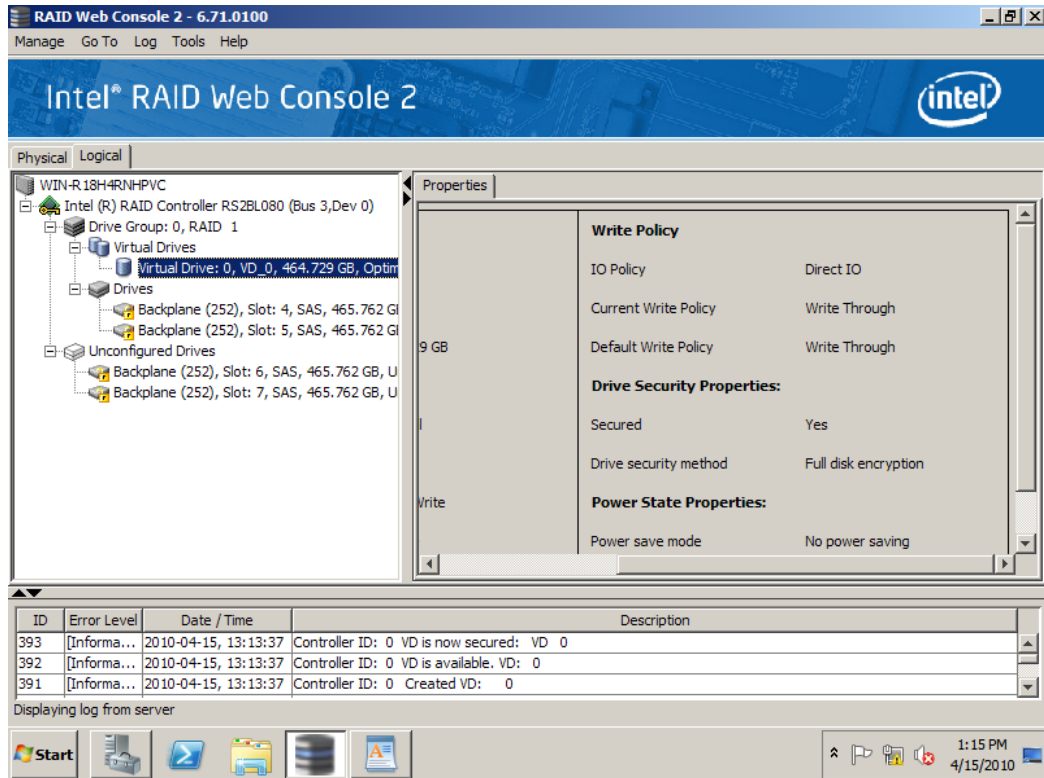 RAID Web Console 2 - 6.71.0100
Manage Go To Log Tools Help
Intel® RAID Web Console 2
intel
Physical Logical
WIN-R18H4RNHPVC
Intel (R) RAID Controller RS2BL080 (Bus 3,Dev 0)
Drive Group: 0, RAID 1
Virtual Drives
Virtual Drive: 0, VD_0, 464.729 GB, Optim
Drives
Backplane (252), Slot: 4, SAS, 465.762 G
Backplane (252), Slot: 5, SAS, 465.762 G
Unconfigured Drives
Backplane (252), Slot: 6, SAS, 465.762 GB, U
Backplane (252), Slot: 7, SAS, 465.762 GB, U
Properties
Write Policy
IO Policy Direct IO
Current Write Policy Write Through
9 GB Default Write Policy Write Through
Drive Security Properties:
Secured Yes
Drive security method Full disk encryption
Write Power State Properties:
Power save mode No power saving
ID Error Level Date / Time Description
393 [Informa... 2010-04-15, 13:13:37 Controller ID: 0 VD is now secured: VD 0
392 [Informa... 2010-04-15, 13:13:37 Controller ID: 0 VD is available. VD: 0
391 [Informa... 2010-04-15, 13:13:37 Controller ID: 0 Created VD: 0
Displaying log from server
Start
1:15 PM
4/15/2010